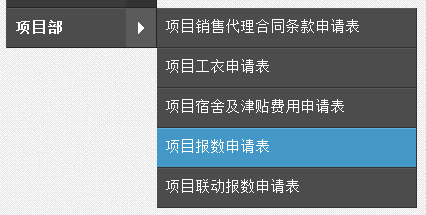 项目部
项目销售代理合同条款申请表
项目工衣申请表
项目宿舍及津贴费用申请表
项目报数申请表
项目联动报数申请表